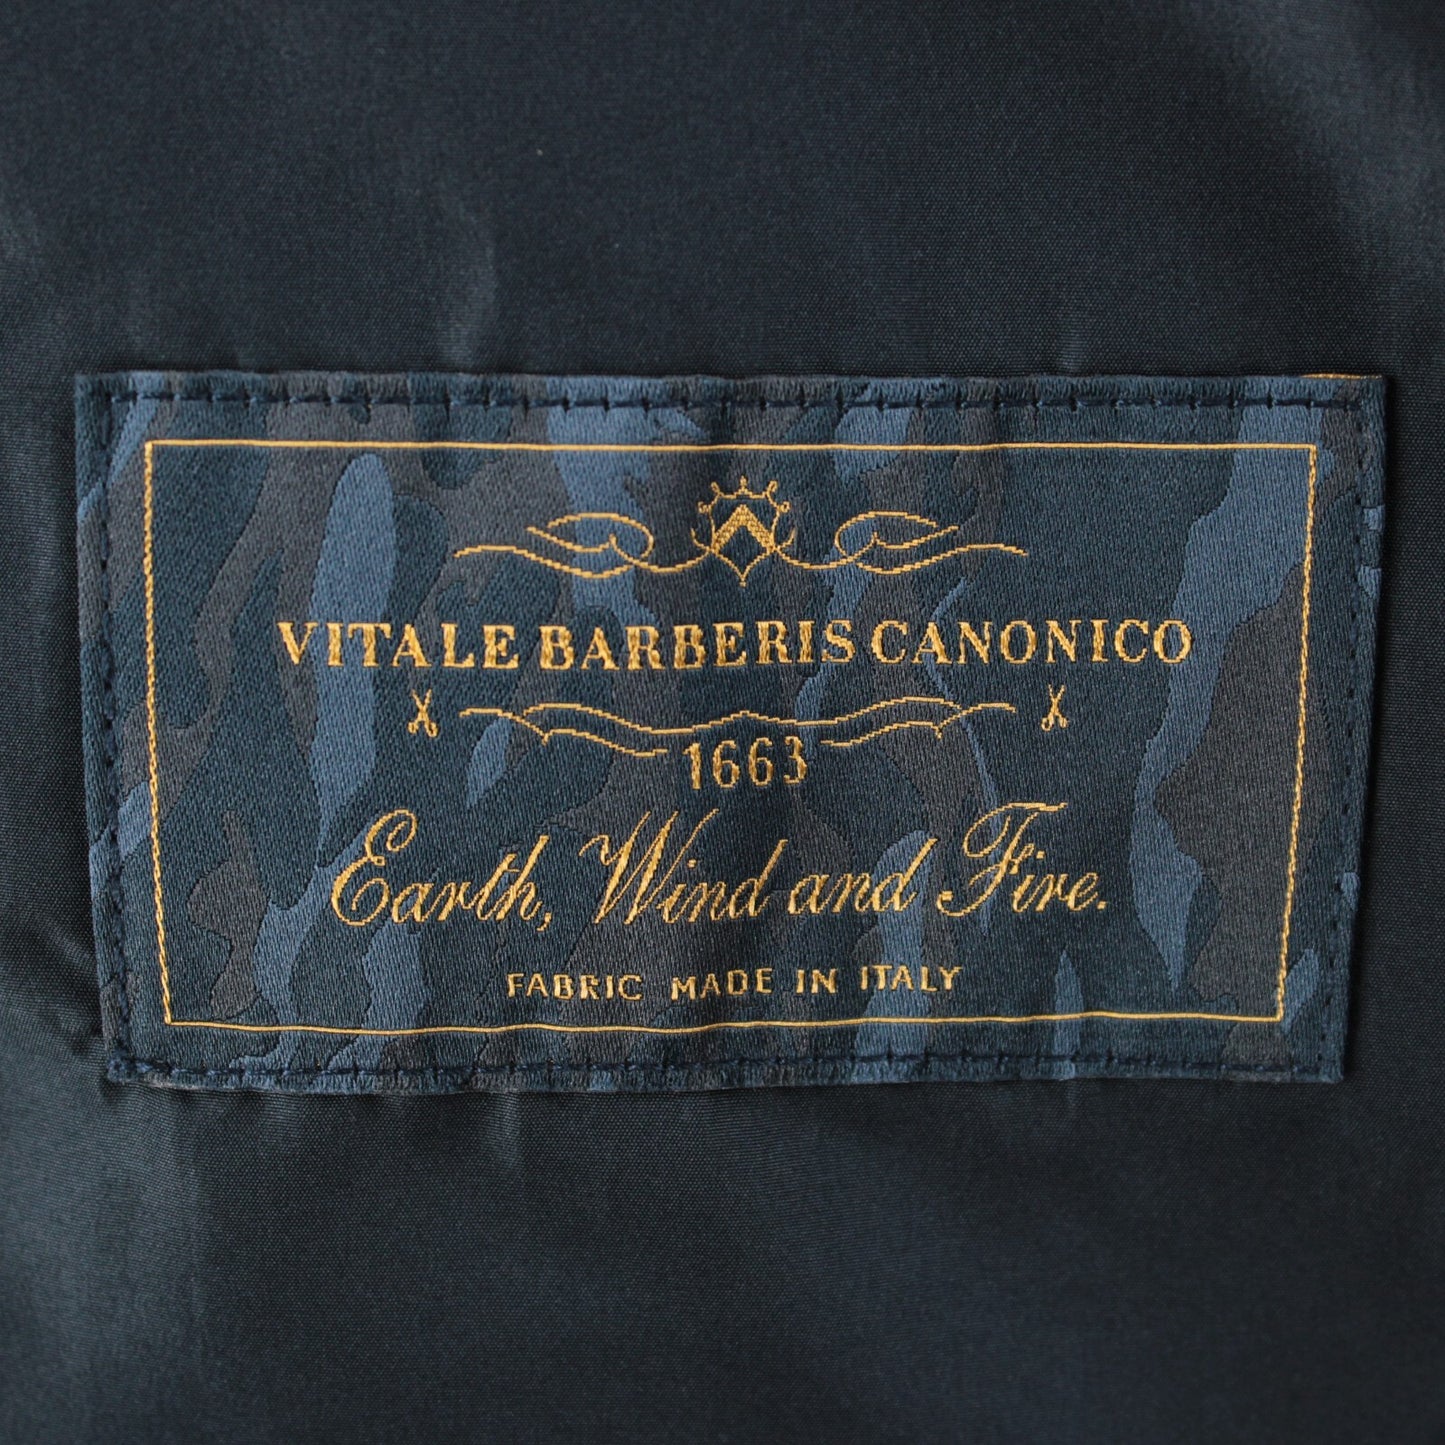 VITALE BARBERIS CANONICO
1663
Earth, Wind and Fire.
FABRIC MADE IN ITALY